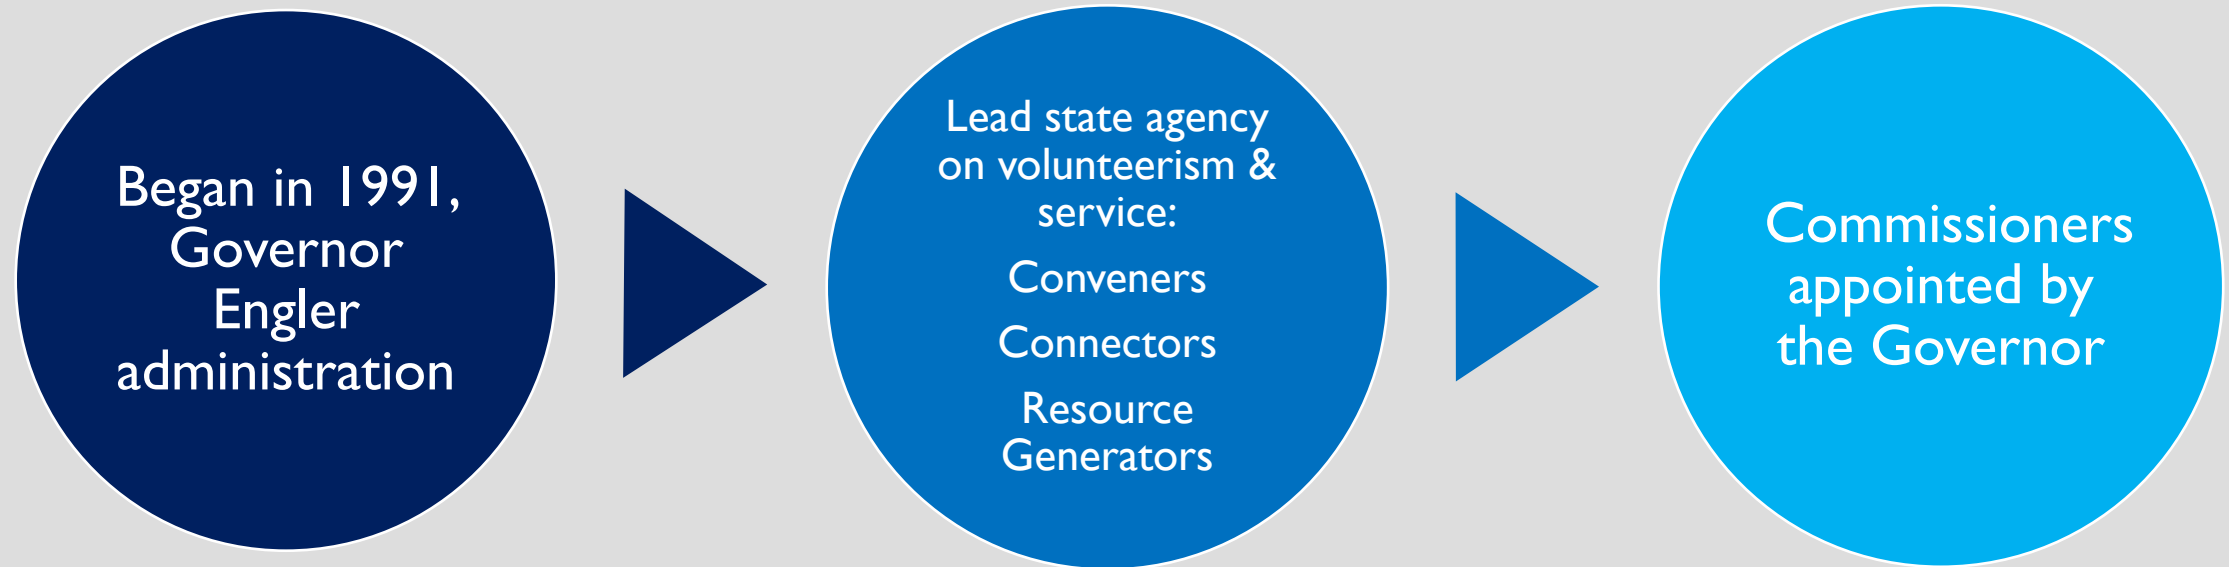 Began in 1991,
Governor
Engler
administration
Lead state agency
on volunteerism &
service:
Conveners
Connectors
Resource
Generators
Commissioners
appointed by
the Governor